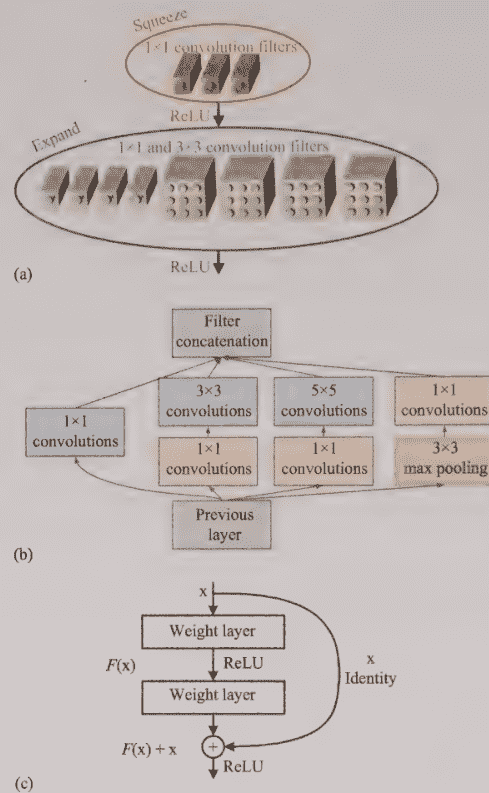 Squeeze
1×1 convolution filters
ReLU
Expand
1×1 and 3×3 convolution filters
ReLU
(a)
Filter
concatenation
3×3
convolutions
5×5
convolutions
1×1
convolutions
1×1
convolutions
1×1
convolutions
1×1
convolutions
3×3
max pooling
Previous
layer
(b)
x
Weight layer
F(x)
ReLU
x
Identity
Weight layer
F(x) + x
+
ReLU
(c)